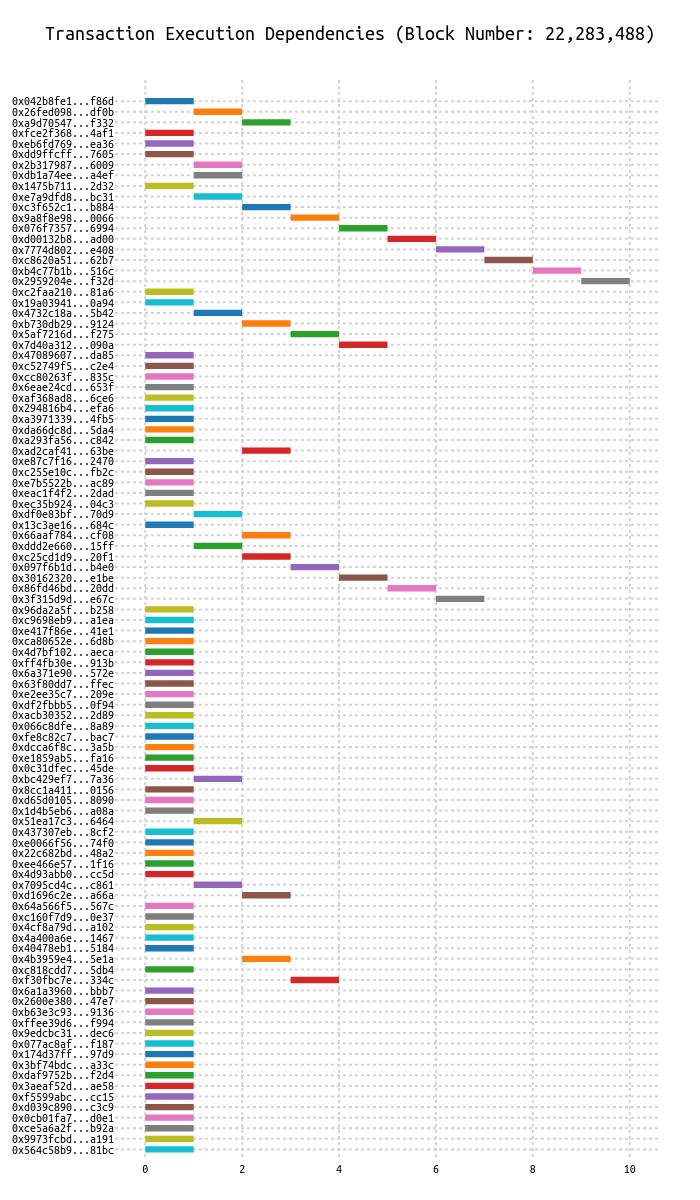 Transaction Execution Dependencies (Block Number: 22,283,488)
0x042b8fe1...f86d
0x26fed098...df0b
0xa9d70547...f332
0xfce2f368...4af1
0xeb6fd769...ea36
0xdd9ffcff...7605
0x2b317987...6009
0xdb1a74ee...a4ef
0x1475b711...2d32
0xe7a9dfd8...bc31
0xc3f652c1...b884
0x9a8f8e98...0066
0x076f7357...6994
0xd00132b8...ad00
0x7774d802...e408
0xc8620a51...62b7
0xb4c77b1b...516c
0x2959204e...f32d
0xc2faa210...81a6
0x19a03941...0a94
0x4732c18a...5b42
0xb730db29...9124
0x5af7216d...f275
0x7d40a312...090a
0x47089607...da85
0xc52749f5...c2e4
0xcc80263f...835c
0x6eae24cd...653f
0xaf368ad8...6ce6
0x294816b4...efa6
0xa3971339...4fb5
0xda66dc8d...5da4
0xa293fa56...c842
0xad2caf41...63be
0xe87c7f16...2470
0xc255e10c...fb2c
0xe7b5522b...ac89
0xeac1f4f2...2dad
0xec35b924...04c3
0xdf0e83bf...70d9
0x13c3ae16...684c
0x66aaf784...cf08
0xddd2e660...15ff
0xc25cd1d9...20f1
0x097f6b1d...b4e0
0x30162320...e1be
0x86fd46bd...20dd
0x3f315d9d...e67c
0x96da2a5f...b258
0xc9698eb9...a1ea
0xe417f86e...41e1
0xca80652e...6d8b
0x4d7bf102...aeca
0xff4fb30e...913b
0x6a371e90...572e
0x63f80dd7...ffec
0xe2ee35c7...209e
0xdf2fbbb5...0f94
0xacb30352...2d89
0x066c8dfe...8a89
0xfe8c82c7...bac7
0xdcca6f8c...3a5b
0xe1859ab5...fa16
0x0c31dfec...45de
0xbc429ef7...7a36
0x8cc1a411...0156
0xd65d0105...8090
0x1d4b5eb6...a08a
0x51ea17c3...6464
0x437307eb...8cf2
0xe0066f56...74f0
0x22c682bd...48a2
0xee466e57...1f16
0x4d93abb0...cc5d
0x7095cd4c...c861
0xd1696c2e...a66a
0x64a566f5...567c
0xc160f7d9...0e37
0x4cf8a79d...a102
0x4a400a6e...1467
0x40478eb1...5184
0x4b3959e4...5e1a
0xc818cdd7...5db4
0xf30fbc7e...334c
0x6a1a3960...bbb7
0x2600e380...47e7
0xb63e3c93...9136
0xffee39d6...f994
0x9edcbc31...dec6
0x077ac8af...f187
0x174d37ff...97d9
0x3bf74bdc...a33c
0xdaf9752b...f2d4
0x3aeaf52d...ae58
0xf5599abc...cc15
0xd039c890...c3c9
0x0cb01fa7...d0e1
0xce5a6a2f...b92a
0x9973fcbd...a191
0x564c58b9...81bc
0 2 4 6 8 10